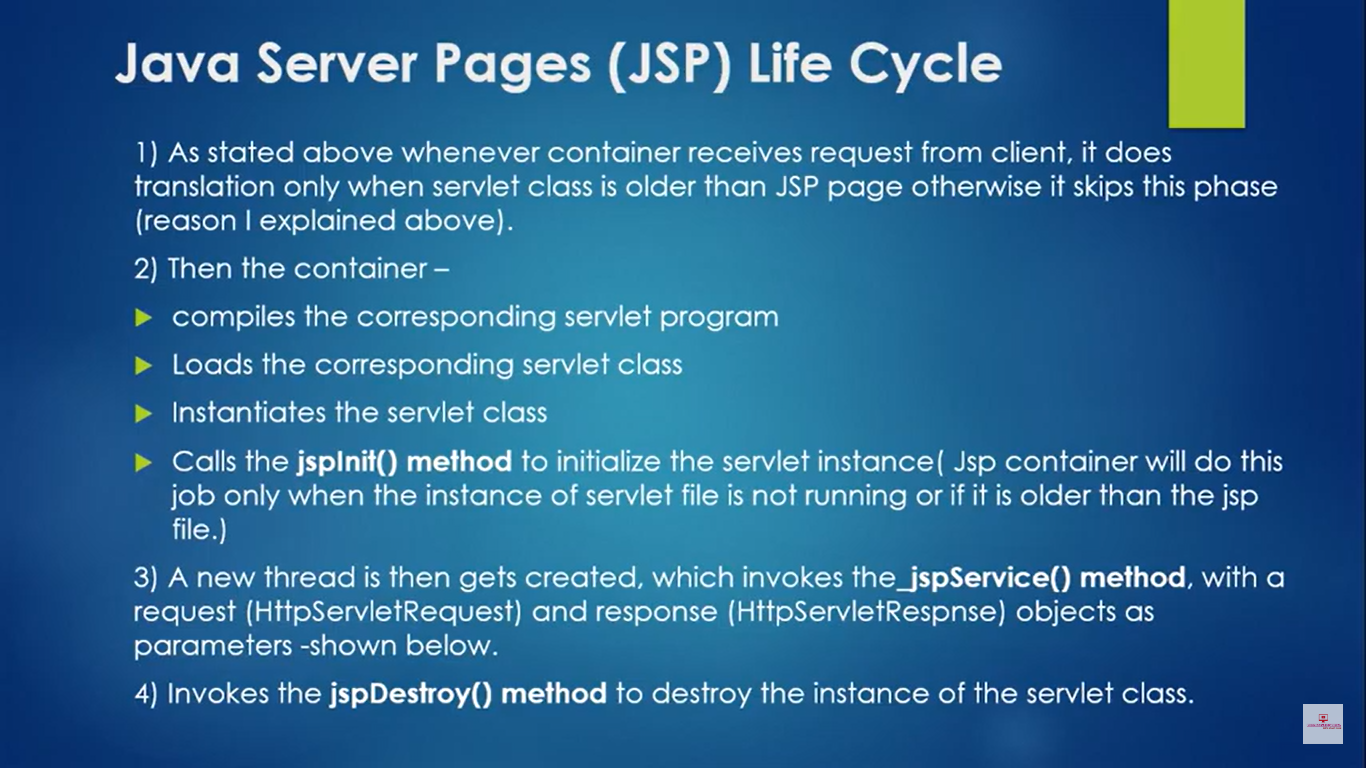 Java Server Pages (JSP) Life Cycle
1) As stated above whenever container receives request from client, it does
translation only when servlet class is older than JSP page otherwise it skips this phase
(reason I explained above).
2) Then the container –
compiles the corresponding servlet program
Loads the corresponding servlet class
Instantiates the servlet class
Calls the jspInit() method to initialize the servlet instance( Jsp container will do this
job only when the instance of servlet file is not running or if it is older than the jsp
file.)
3) A new thread is then gets created, which invokes the_jspService() method, with a
request (HttpServletRequest) and response (HttpServletRespnse) objects as
parameters -shown below.
4) Invokes the jspDestroy() method to destroy the instance of the servlet class.